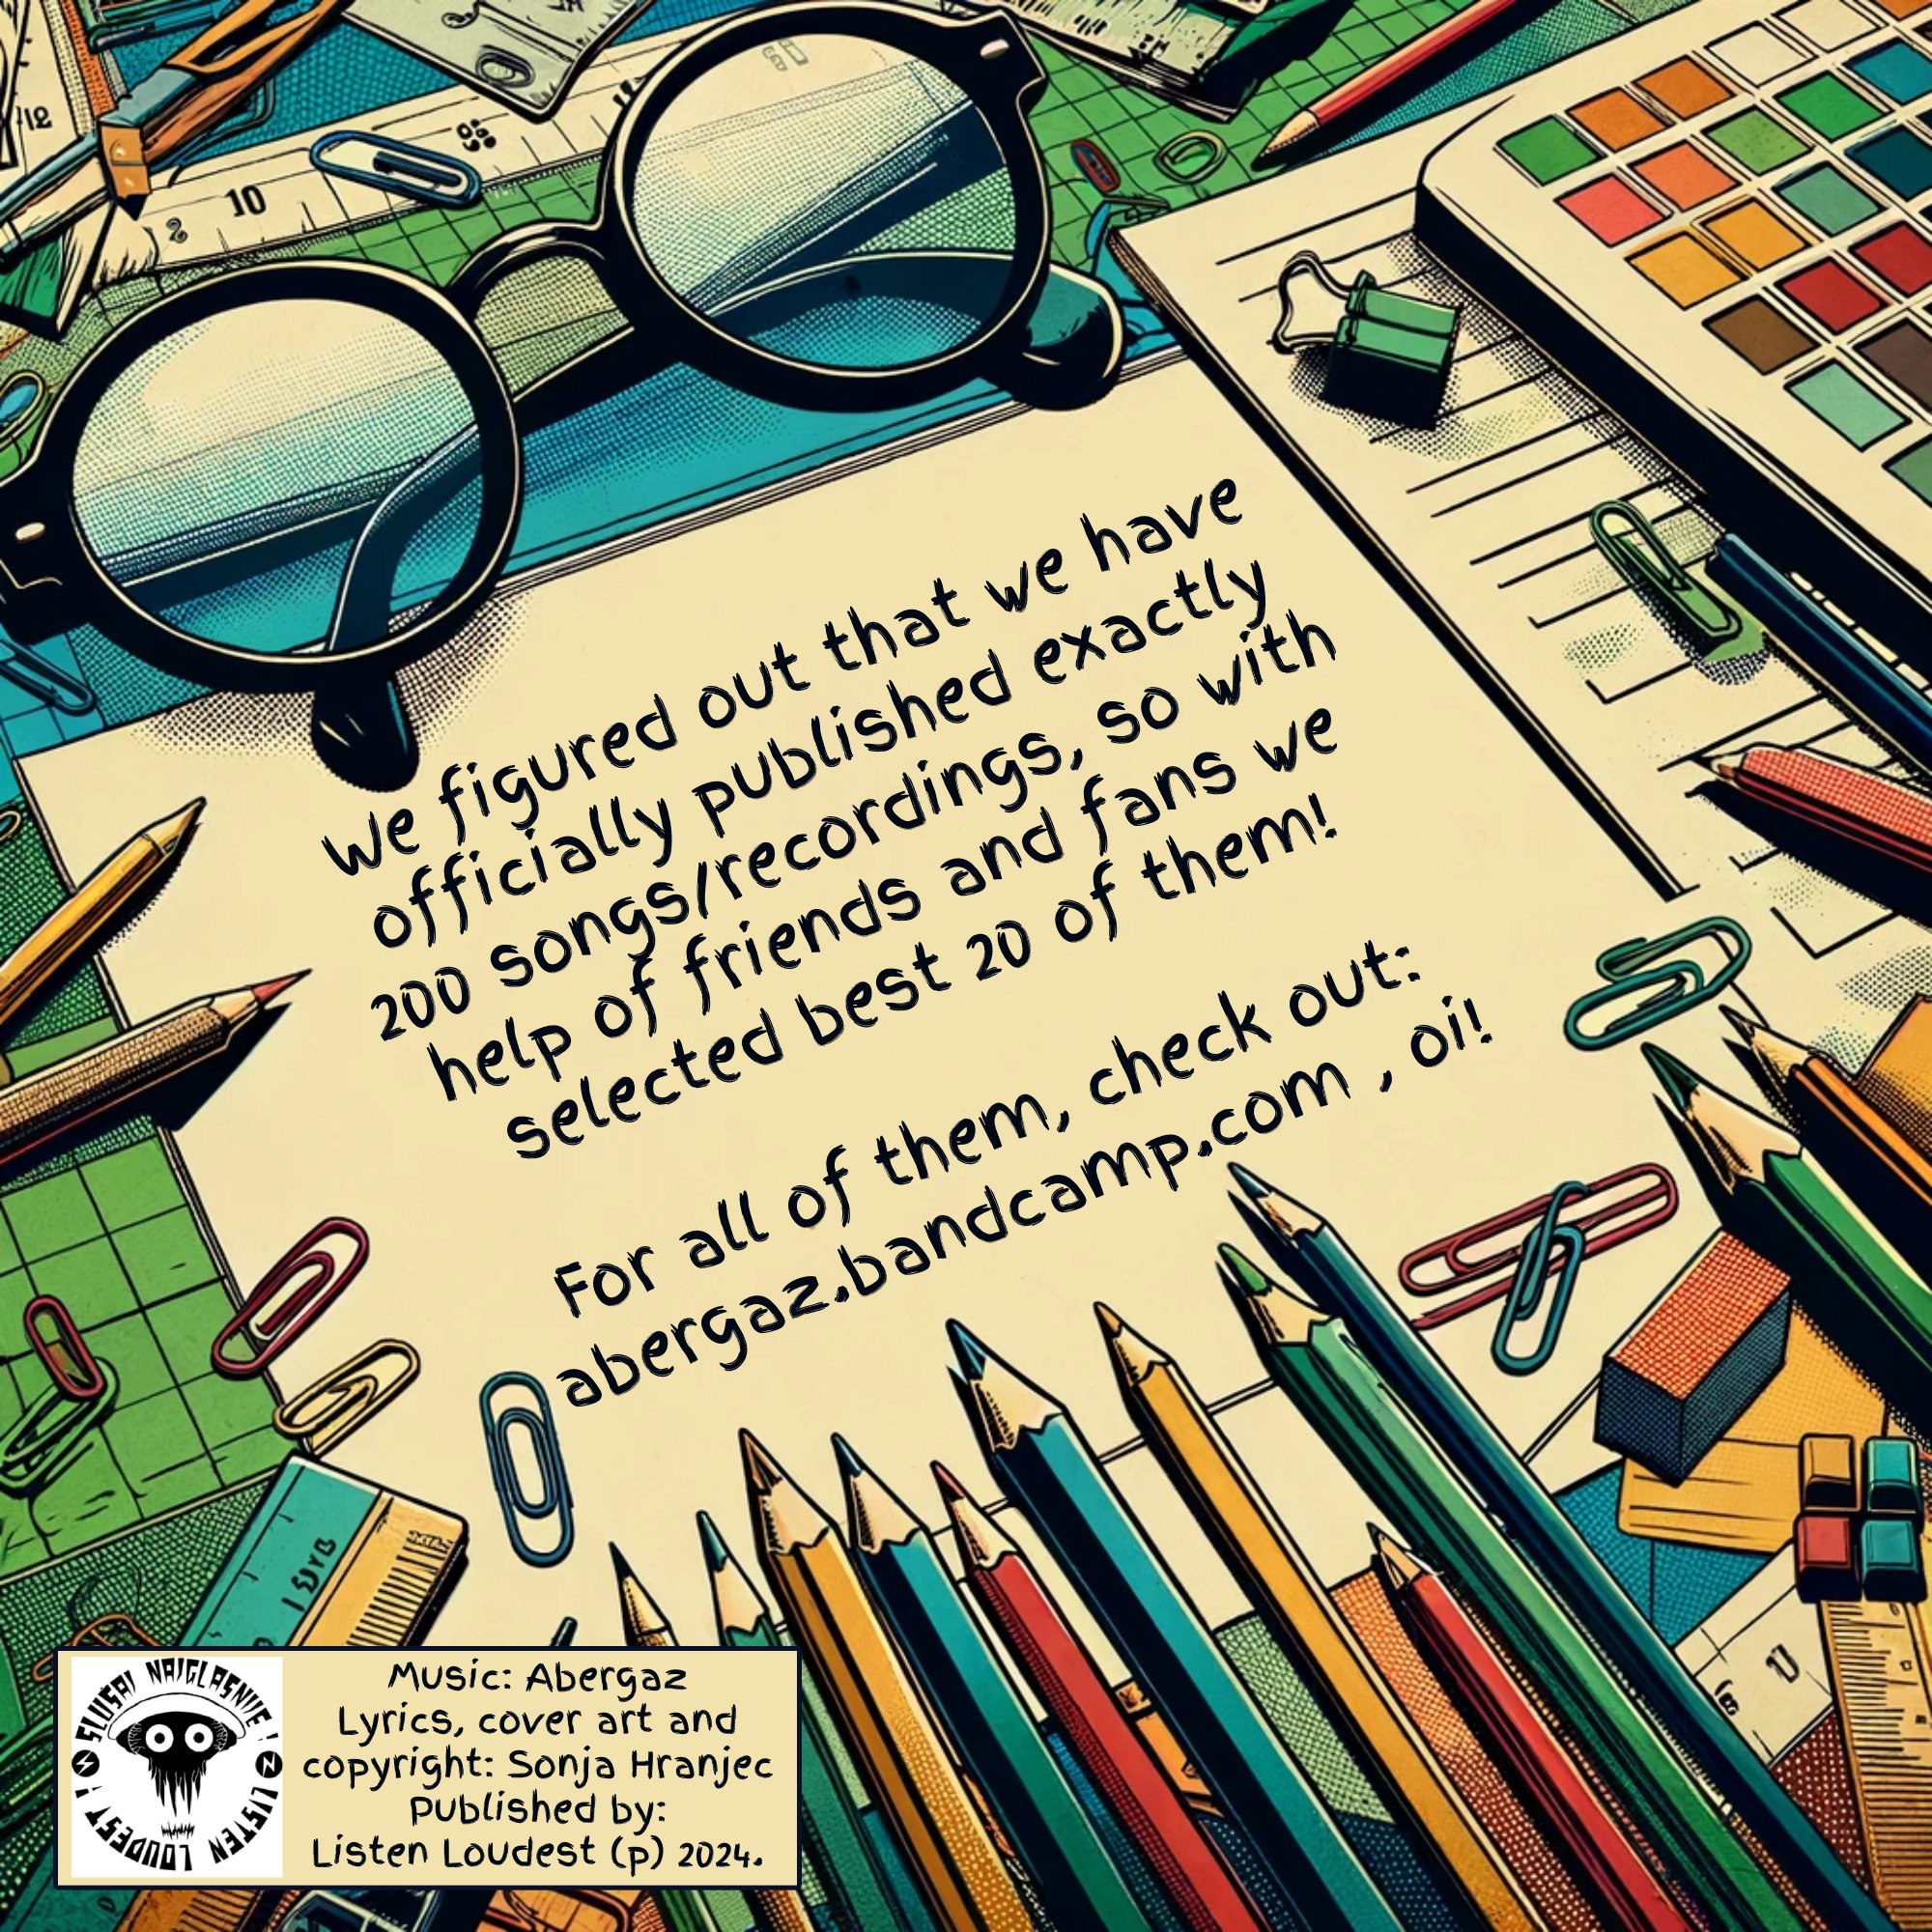 We figured out that we have
officially published exactly
200 songs/recordings, so with
help of friends and fans we
selected best 20 of them!
For all of them, check out:
abergaz.bandcamp.com , oi!
10
SLUŠAJ NAJGLASNIJE!
LISTEN LOUDEST!
Music: Abergaz
Lyrics, cover art and
copyright: Sonja Hranjec
Published by:
Listen Loudest (p) 2024.